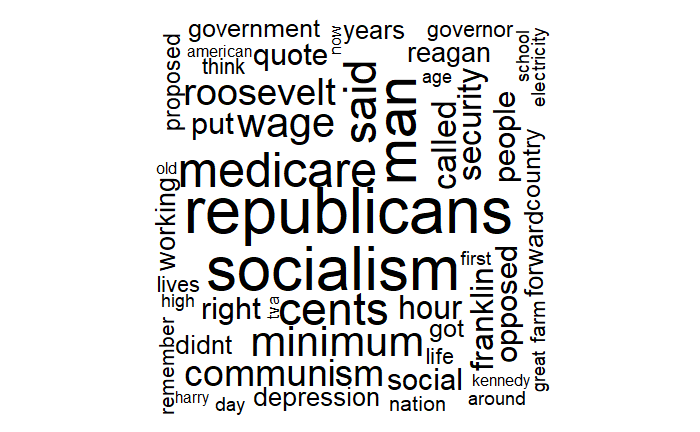 government
years
governor
proposed
american
think
quote
now
reagan
school
electricity
age
roosevelt
said
man
called
security
people
put
wage
medicare
old
working
republicans
country
forward
socialism
first
lives
high
right
tva
cents
hour
franklin
opposed
farm
great
remember
didnt
minimum
got
life
communism
social
kennedy
harry
day
depression
nation
around